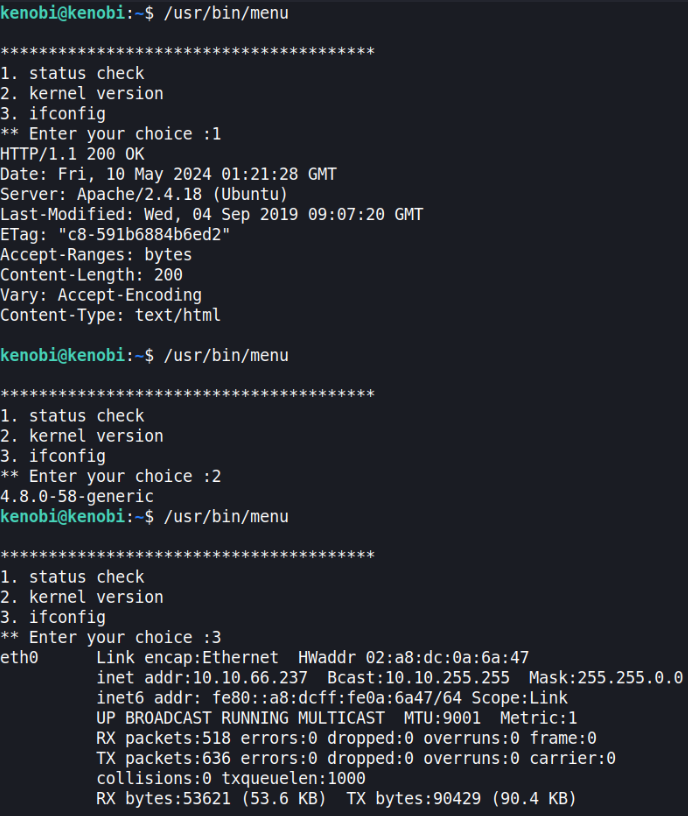 kenobi@kenobi:~$ /usr/bin/menu
***************************************
1. status check
2. kernel version
3. ifconfig
** Enter your choice :1
HTTP/1.1 200 OK
Date: Fri, 10 May 2024 01:21:28 GMT
Server: Apache/2.4.18 (Ubuntu)
Last-Modified: Wed, 04 Sep 2019 09:07:20 GMT
ETag: "c8-591b6884b6ed2"
Accept-Ranges: bytes
Content-Length: 200
Vary: Accept-Encoding
Content-Type: text/html
kenobi@kenobi:~$ /usr/bin/menu
***************************************
1. status check
2. kernel version
3. ifconfig
** Enter your choice :2
4.8.0-58-generic
kenobi@kenobi:~$ /usr/bin/menu
***************************************
1. status check
2. kernel version
3. ifconfig
** Enter your choice :3
eth0      Link encap:Ethernet  HWaddr 02:a8:dc:0a:6a:47
          inet addr:10.10.66.237  Bcast:10.10.255.255  Mask:255.255.0.0
          inet6 addr: fe80::a8:dcff:fe0a:6a47/64 Scope:Link
          UP BROADCAST RUNNING MULTICAST  MTU:9001  Metric:1
          RX packets:518 errors:0 dropped:0 overruns:0 frame:0
          TX packets:636 errors:0 dropped:0 overruns:0 carrier:0
          collisions:0 txqueuelen:1000
          RX bytes:53621 (53.6 KB)  TX bytes:90429 (90.4 KB)